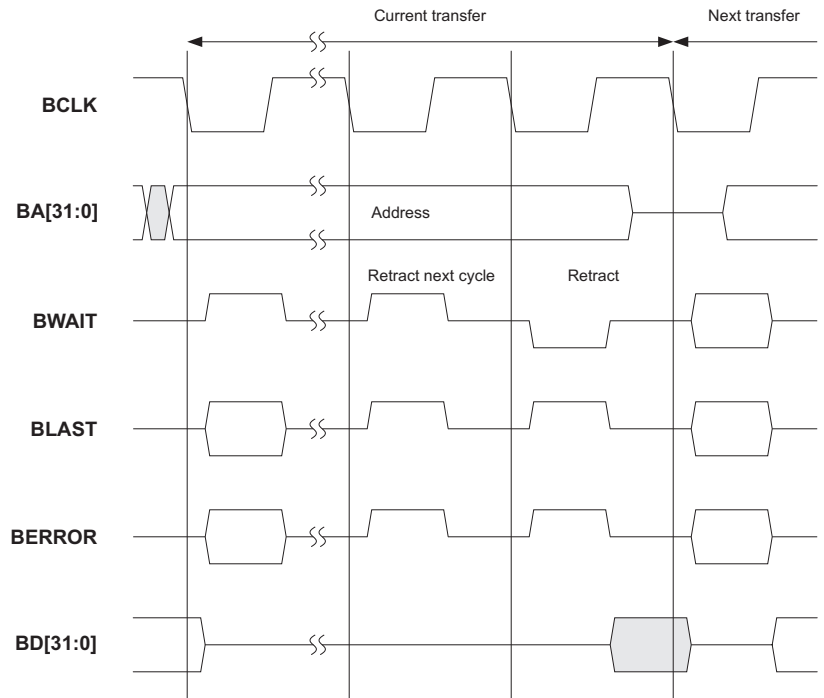 Current transfer
Next transfer
BCLK
BA[31:0]
Address
Retract next cycle
Retract
BWAIT
BLAST
BERROR
BD[31:0]